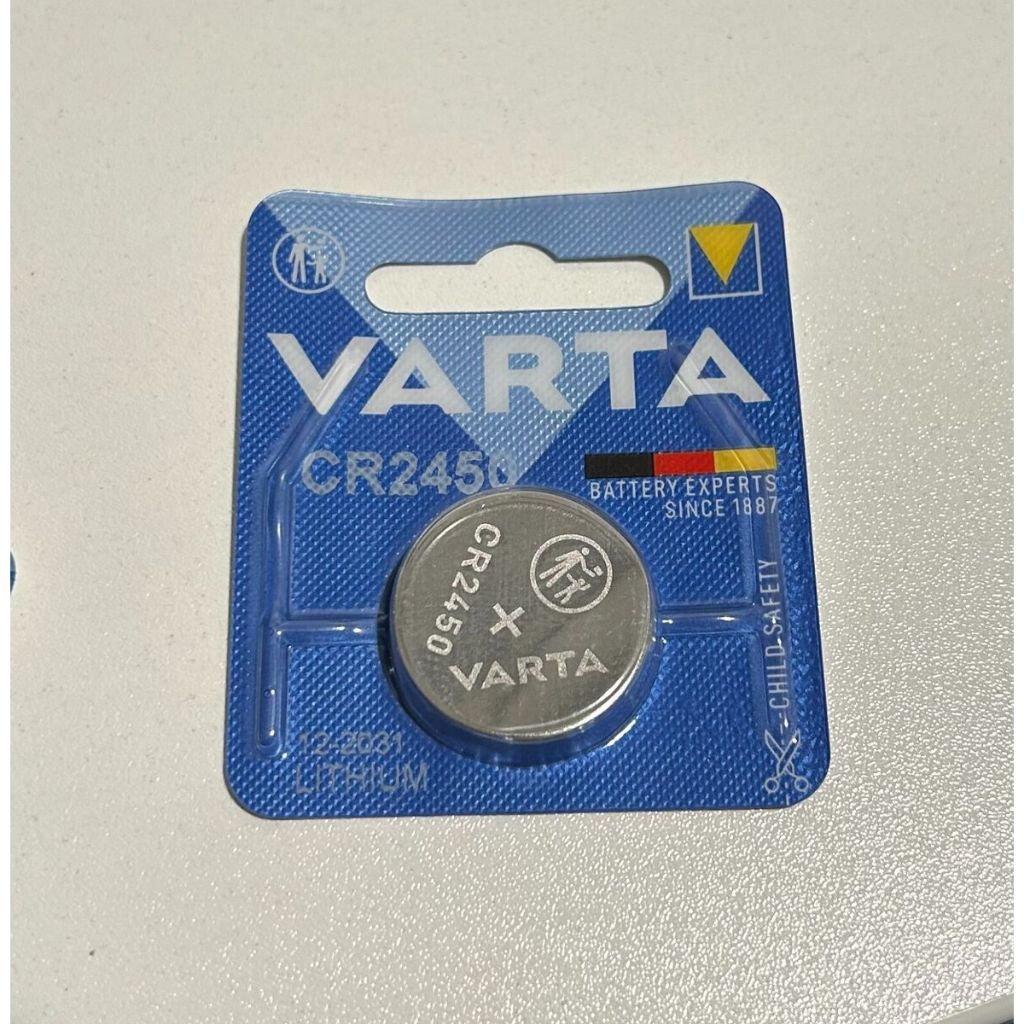 VARTA
CR2450
BATTERY EXPERTS
SINCE 1887
CR2450
+
VARTA
CHILD SAFETY
12-2031
LITHIUM